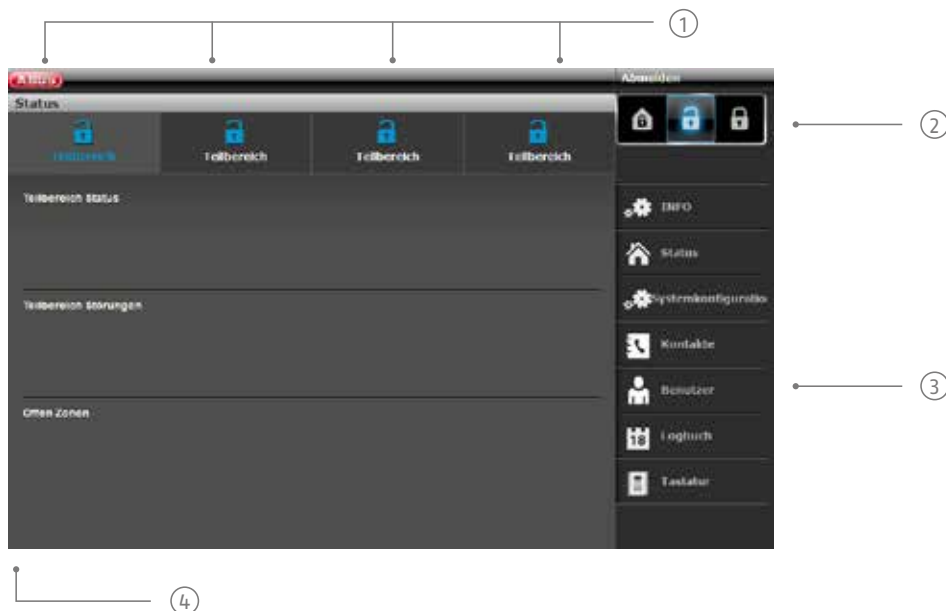 1
Abmelden
Status
2
Teilbereich
Teilbereich
Teilbereich
Teilbereich
Teilbereich Status
INFO
Status
Teilbereich Störungen
Systemkonfiguratio
Kontakte
Benutzer
3
Offen Zonen
Logbuch
18
Tastatur
4